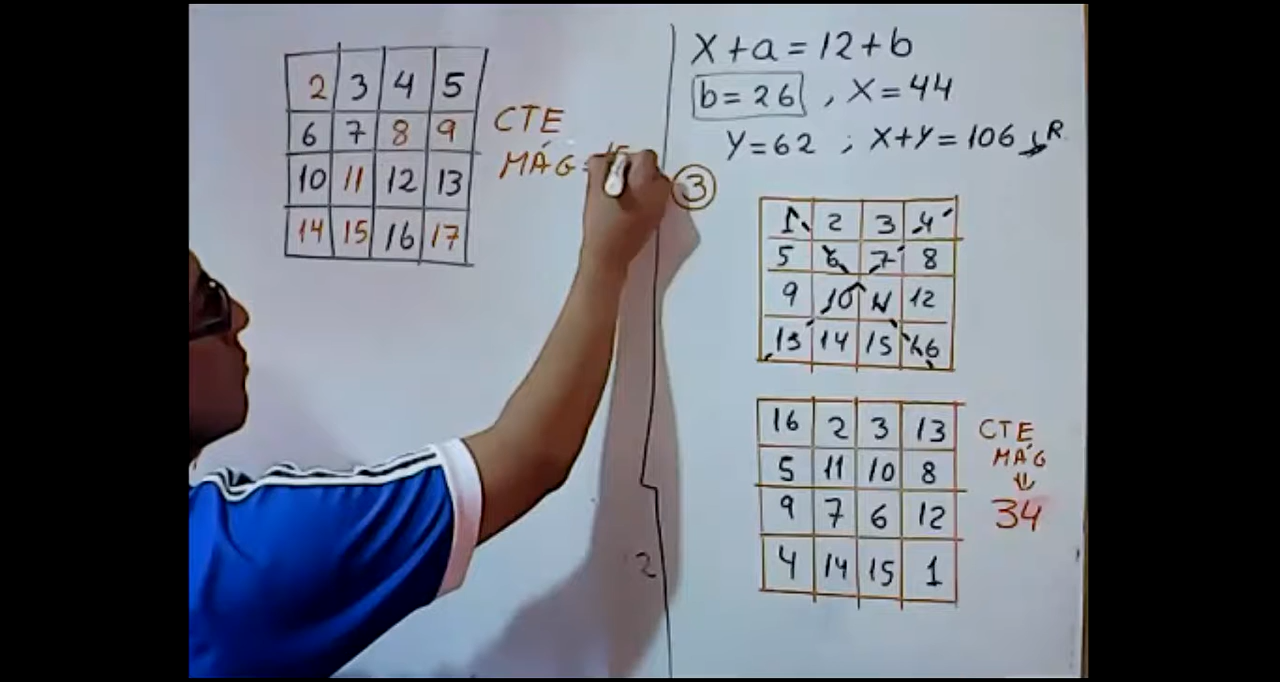 2 3 4 5
6 7 8 9
10 11 12 13
14 15 16 17
CTE
MÁG =
X + a = 12 + b
b = 26 , X = 44
Y = 62 ; X + Y = 106 R
3
1 2 3 4
5 6 7 8
9 10 11 12
13 14 15 16
16 2 3 13
5 11 10 8
9 7 6 12
4 14 15 1
CTE
MÁG
⇓
34
2